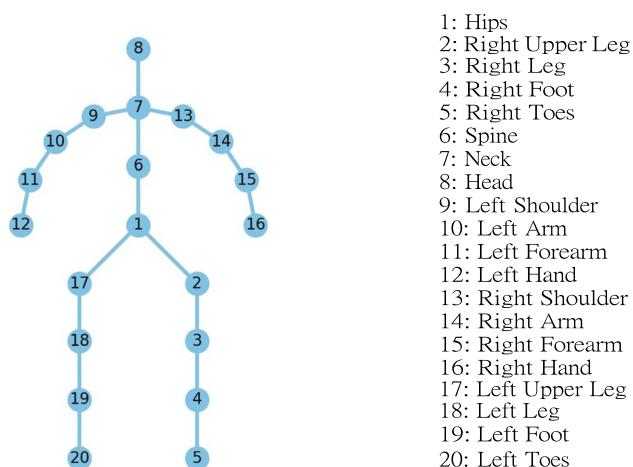 8
9
7
13
10
14
6
11
15
12
1
16
17
2
18
3
19
4
20
5
1: Hips
2: Right Upper Leg
3: Right Leg
4: Right Foot
5: Right Toes
6: Spine
7: Neck
8: Head
9: Left Shoulder
10: Left Arm
11: Left Forearm
12: Left Hand
13: Right Shoulder
14: Right Arm
15: Right Forearm
16: Right Hand
17: Left Upper Leg
18: Left Leg
19: Left Foot
20: Left Toes